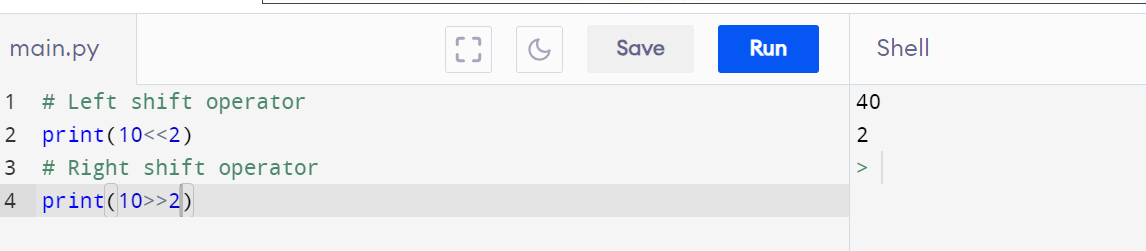 main.py
Save
Run
Shell
1 # Left shift operator
2 print(10<<2)
3 # Right shift operator
4 print(10>>2)
40
2
>